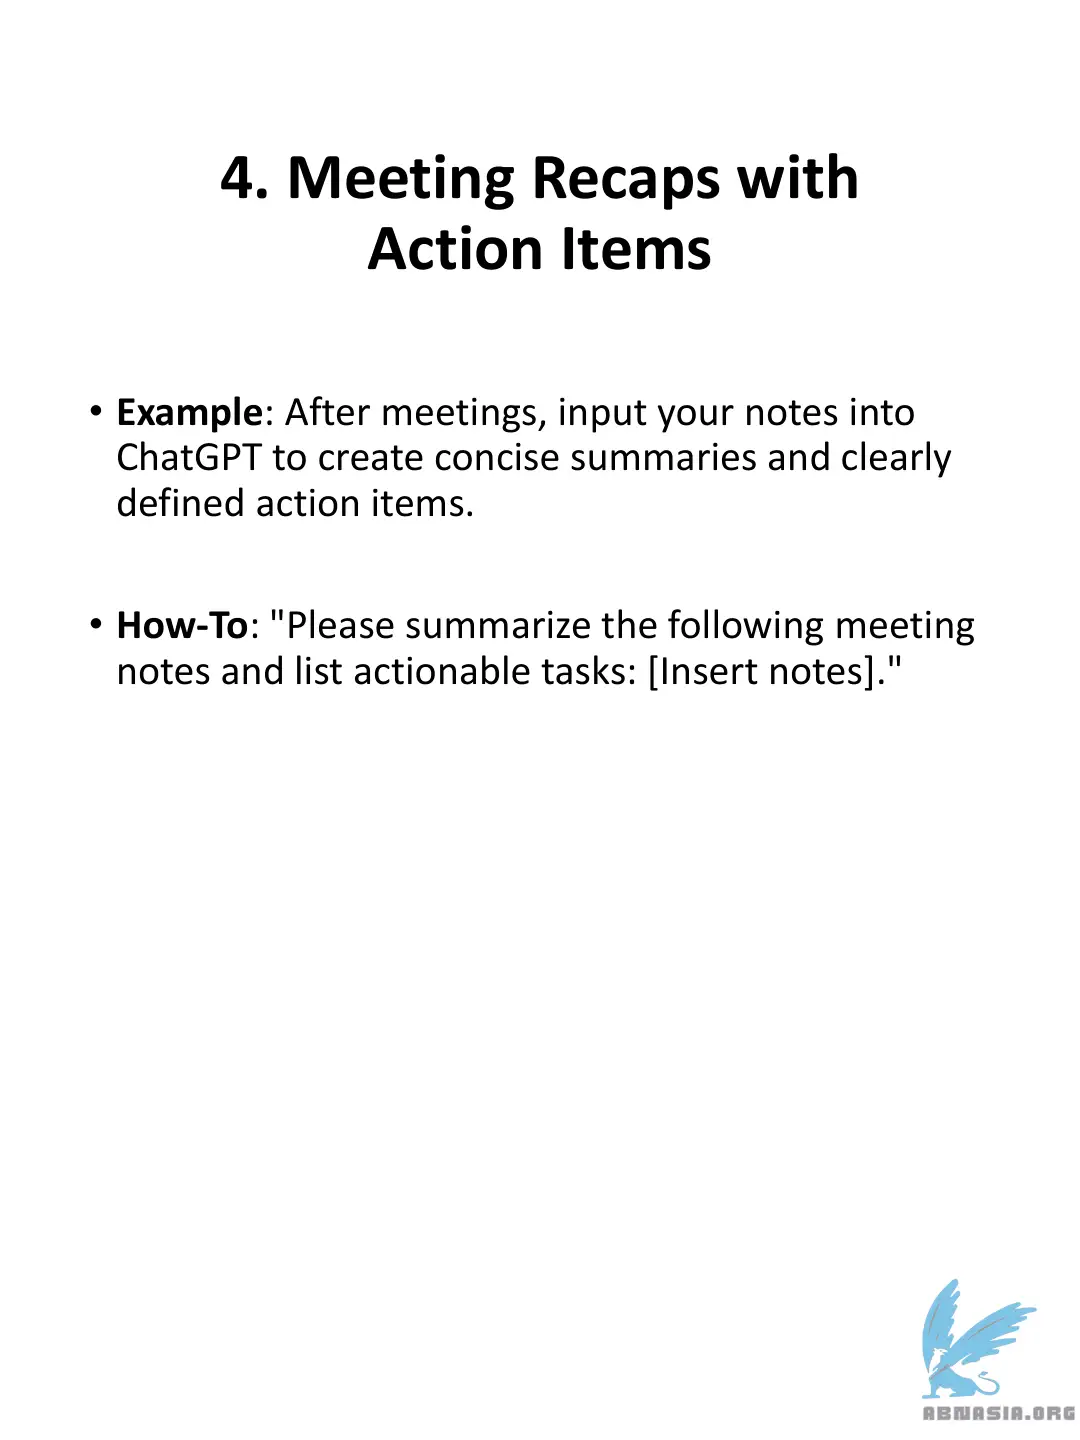 4. Meeting Recaps with
Action Items
• Example: After meetings, input your notes into
ChatGPT to create concise summaries and clearly
defined action items.
• How-To: "Please summarize the following meeting
notes and list actionable tasks: [Insert notes]."
ABNASIA.ORG